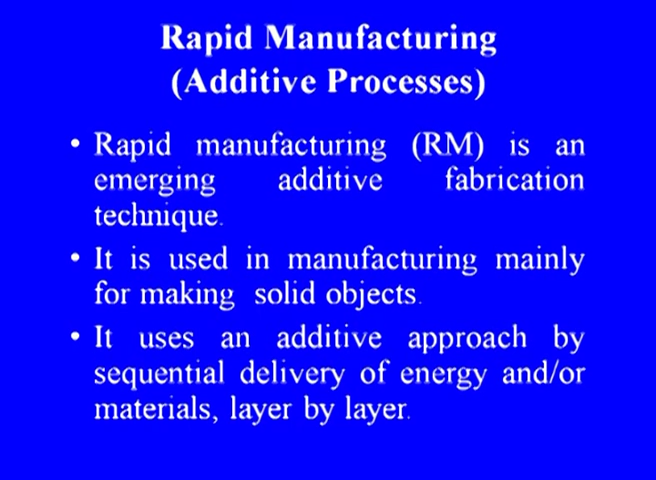 Rapid Manufacturing
(Additive Processes)
• Rapid manufacturing (RM) is an
emerging additive fabrication
technique.
• It is used in manufacturing mainly
for making solid objects.
• It uses an additive approach by
sequential delivery of energy and/or
materials, layer by layer.